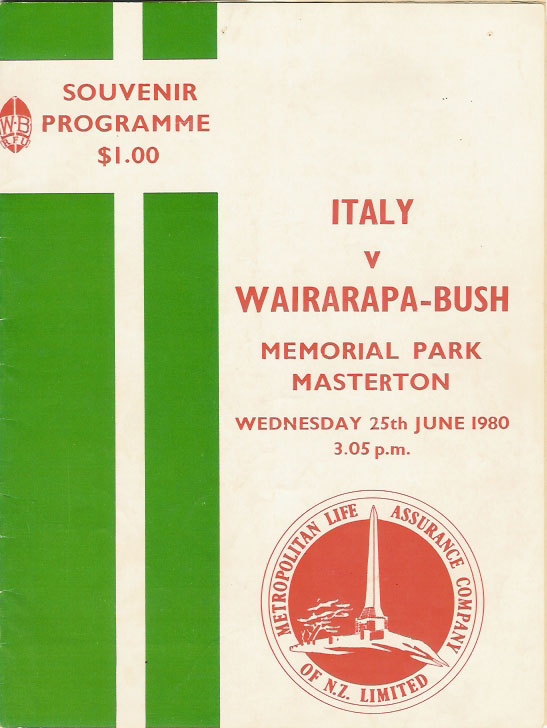 SOUVENIR
PROGRAMME
$1.00
W-B
R.F.U.
ITALY
v
WAIRARAPA-BUSH
MEMORIAL PARK
MASTERTON
WEDNESDAY 25th JUNE 1980
3.05 p.m.
METROPOLITAN LIFE ASSURANCE COMPANY
OF N.Z. LIMITED